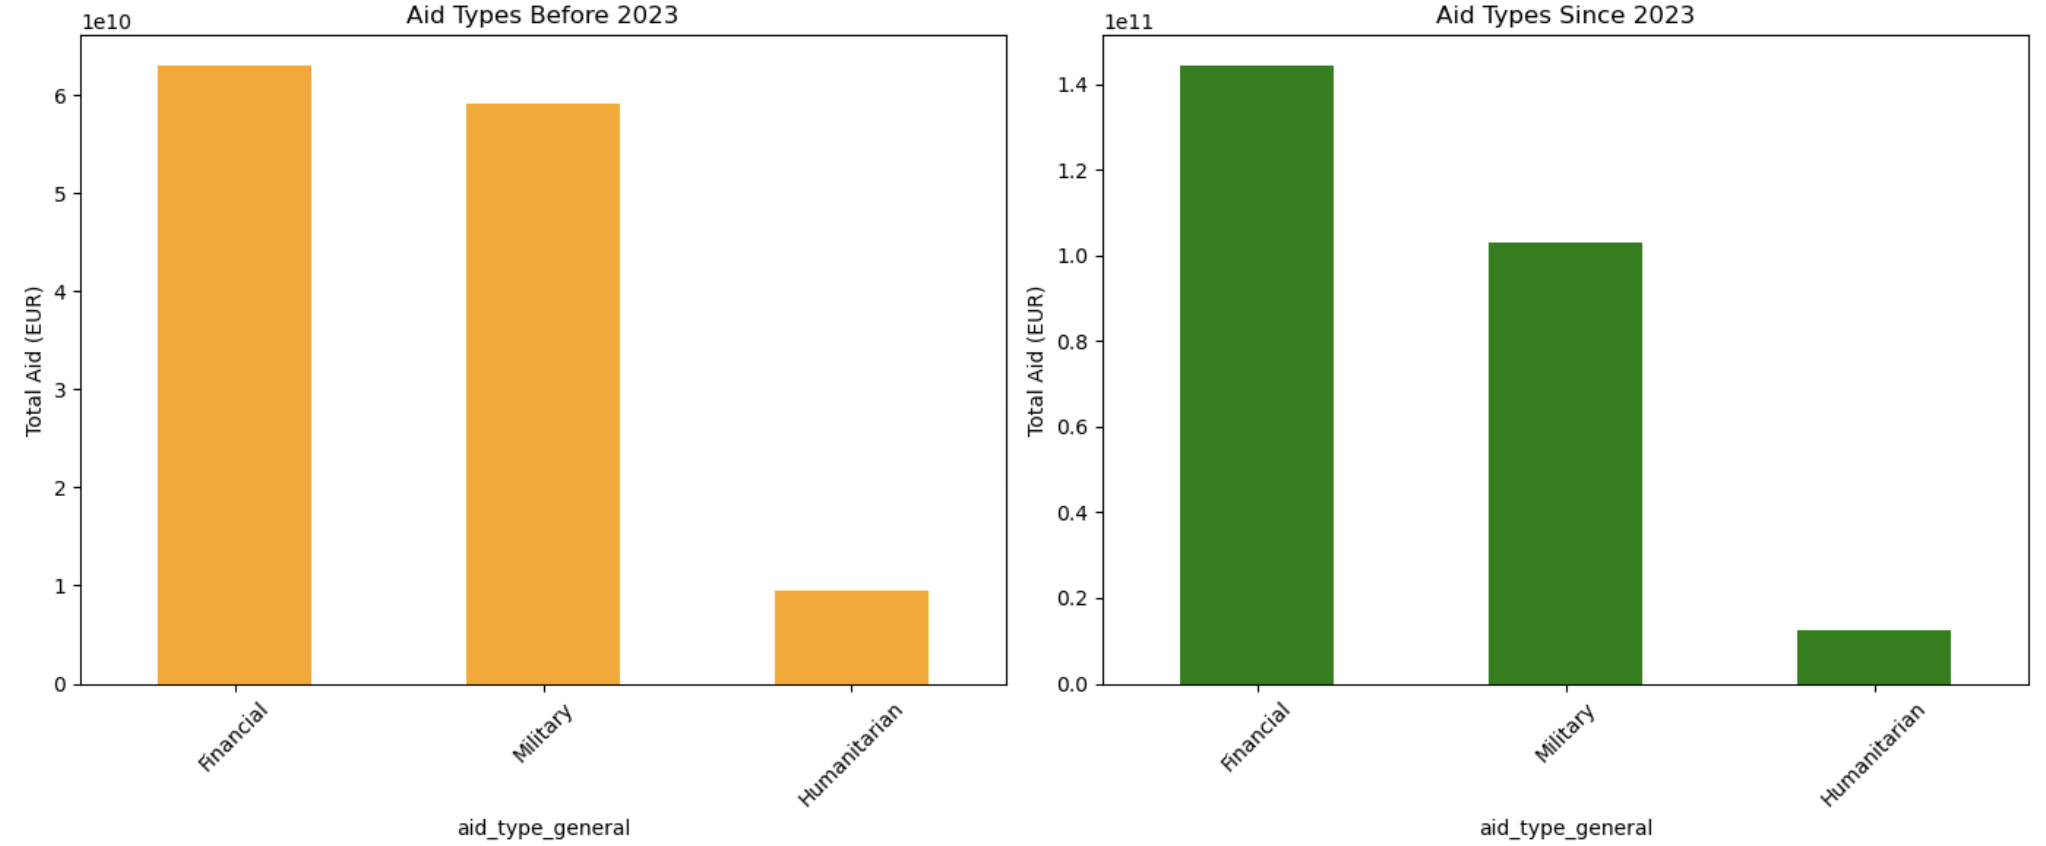 Aid Types Before 2023
1e10
6
5
4
3
2
1
0
Total Aid (EUR)
Financial
Military
Humanitarian
aid_type_general
Aid Types Since 2023
1e11
1.4
1.2
1.0
0.8
0.6
0.4
0.2
0.0
Total Aid (EUR)
Financial
Military
Humanitarian
aid_type_general